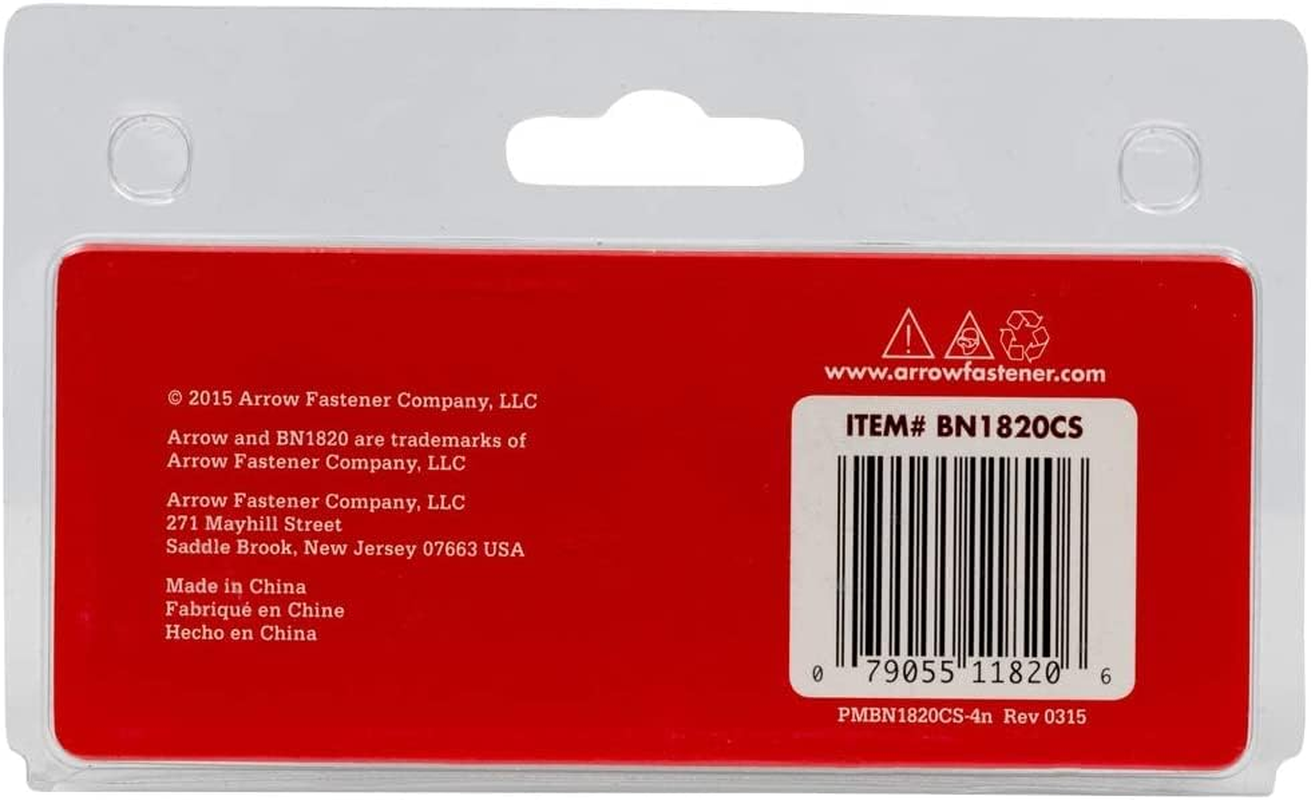 © 2015 Arrow Fastener Company, LLC
Arrow and BN1820 are trademarks of
Arrow Fastener Company, LLC
Arrow Fastener Company, LLC
271 Mayhill Street
Saddle Brook, New Jersey 07663 USA
Made in China
Fabriqué en Chine
Hecho en China
www.arrowfastener.com
ITEM# BN1820CS
0 79055 11820 6
PMBN1820CS-4n Rev 0315